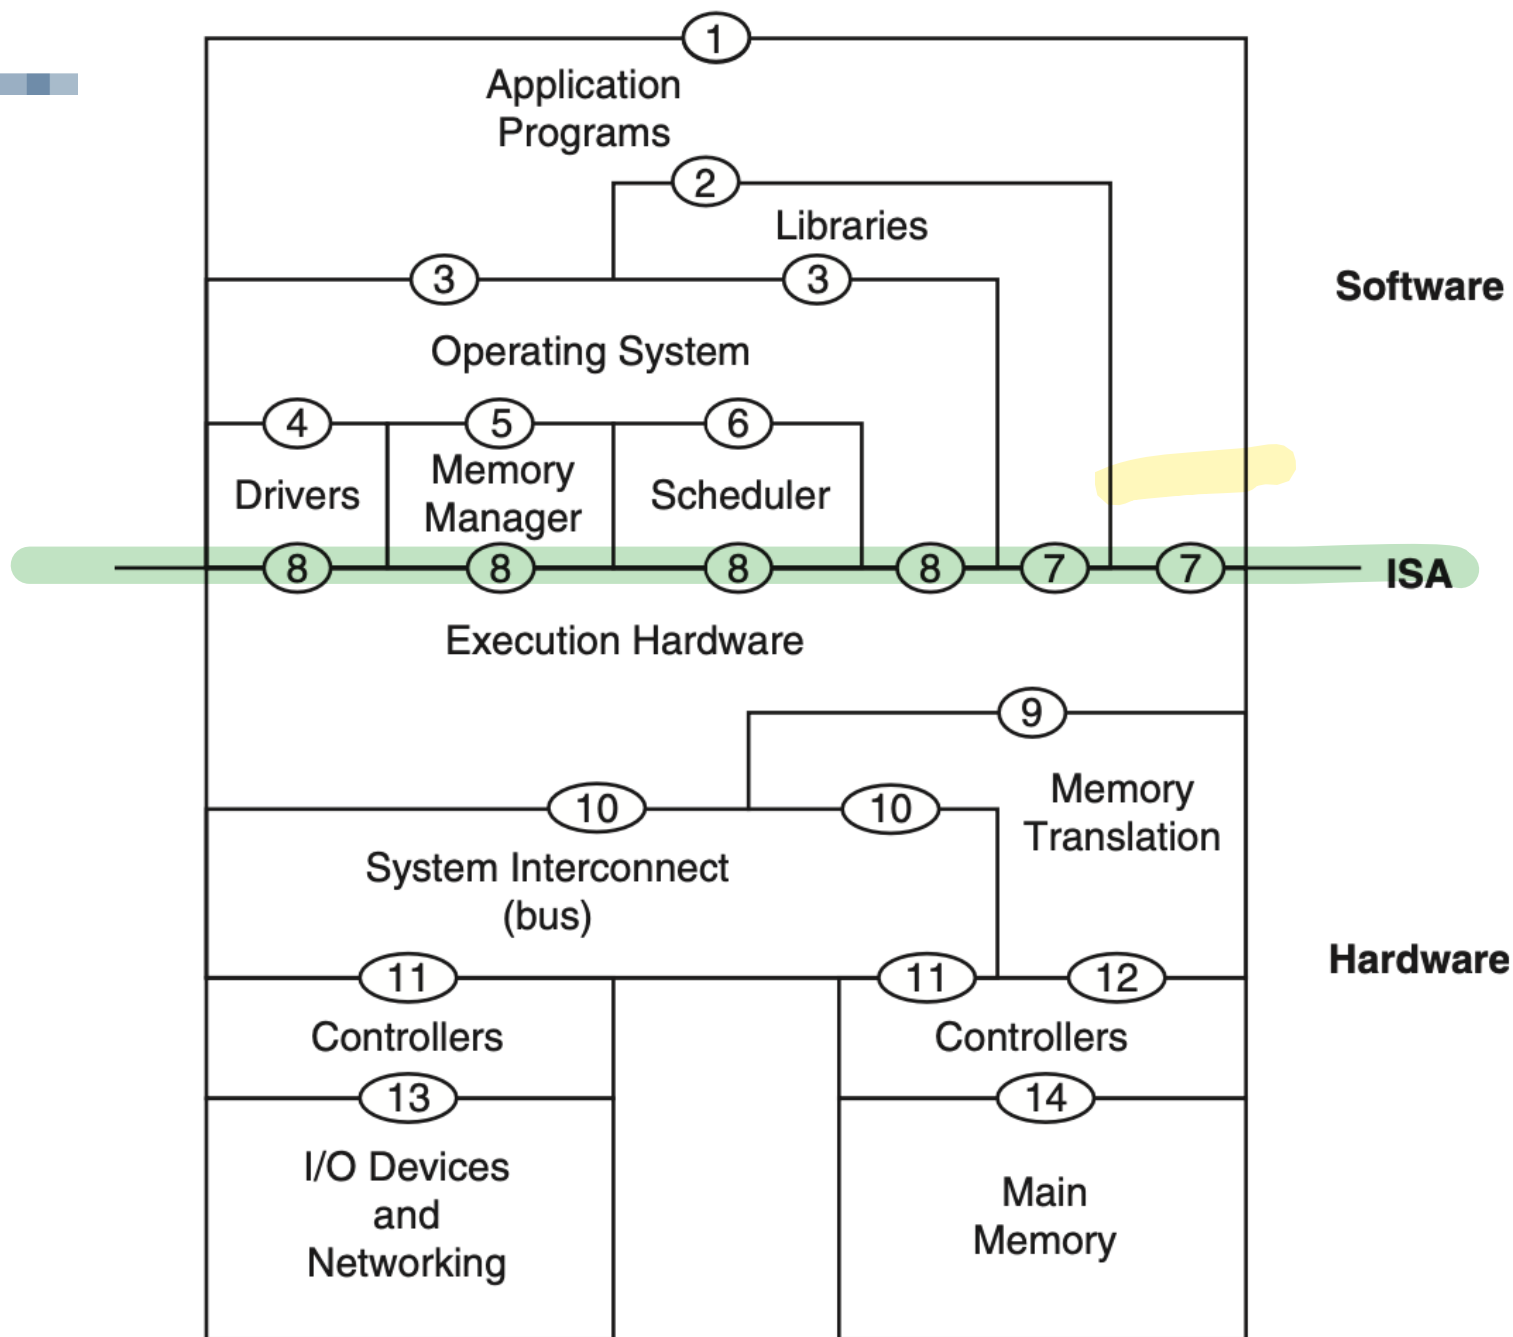 1
Application
Programs
2
Libraries
3 3
Software
Operating System
4 5 6
Drivers
Memory
Manager
Scheduler
8 8 8 8 7 7 ISA
Execution Hardware
9
10 10
Memory
Translation
System Interconnect
(bus)
Hardware
11 11 12
Controllers Controllers
13 14
I/O Devices
and
Networking
Main
Memory